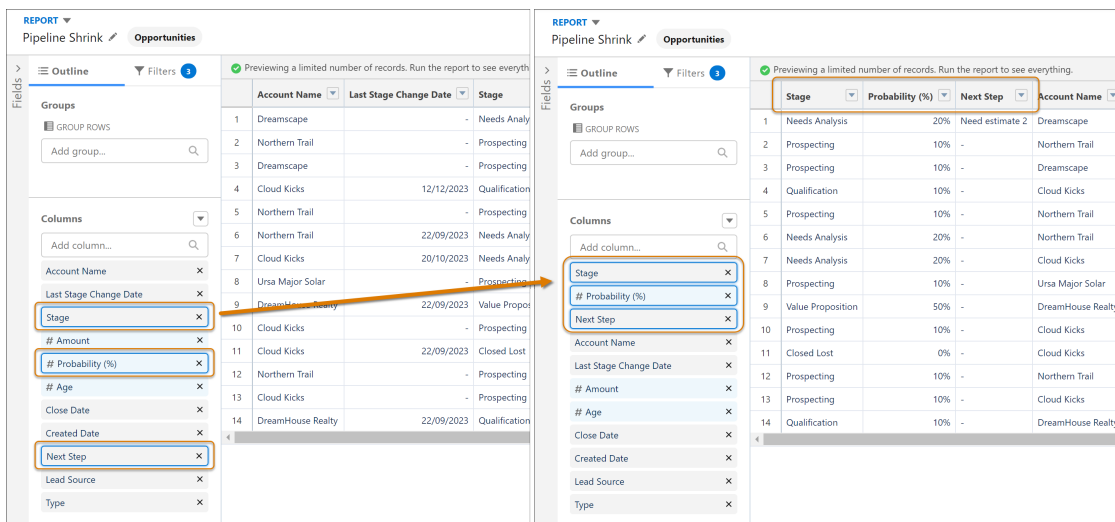 REPORT
Pipeline Shrink Opportunities
Fields
Outline Filters 3
Groups
GROUP ROWS
Add group...
Columns
Add column...
Account Name
Last Stage Change Date
Stage
# Amount
# Probability (%)
# Age
Close Date
Created Date
Next Step
Lead Source
Type
Previewing a limited number of records. Run the report to see everyth
Account Name Last Stage Change Date Stage
1 Dreamscape - Needs Analy
2 Northern Trail - Prospecting
3 Dreamscape - Prospecting
4 Cloud Kicks 12/12/2023 Qualification
5 Northern Trail - Prospecting
6 Northern Trail 22/09/2023 Needs Analy
7 Cloud Kicks 20/10/2023 Needs Analy
8 Ursa Major Solar - Prospecting
9 DreamHouse Realty 22/09/2023 Value Propos
10 Cloud Kicks - Prospecting
11 Cloud Kicks 22/09/2023 Closed Lost
12 Northern Trail - Prospecting
13 Cloud Kicks - Prospecting
14 DreamHouse Realty 22/09/2023 Qualification
REPORT
Pipeline Shrink Opportunities
Fields
Outline Filters 3
Groups
GROUP ROWS
Add group...
Columns
Add column...
Stage
# Probability (%)
Next Step
Account Name
Last Stage Change Date
# Amount
# Age
Close Date
Created Date
Lead Source
Type
Previewing a limited number of records. Run the report to see everything.
Stage Probability (%) Next Step Account Name
1 Needs Analysis 20% Need estimate 2 Dreamscape
2 Prospecting 10% - Northern Trail
3 Prospecting 10% - Dreamscape
4 Qualification 10% - Cloud Kicks
5 Prospecting 10% - Northern Trail
6 Needs Analysis 20% - Northern Trail
7 Needs Analysis 20% - Cloud Kicks
8 Prospecting 10% - Ursa Major Solar
9 Value Proposition 50% - DreamHouse Realty
10 Prospecting 10% - Cloud Kicks
11 Closed Lost 0% - Cloud Kicks
12 Prospecting 10% - Northern Trail
13 Prospecting 10% - Cloud Kicks
14 Qualification 10% - DreamHouse Realty